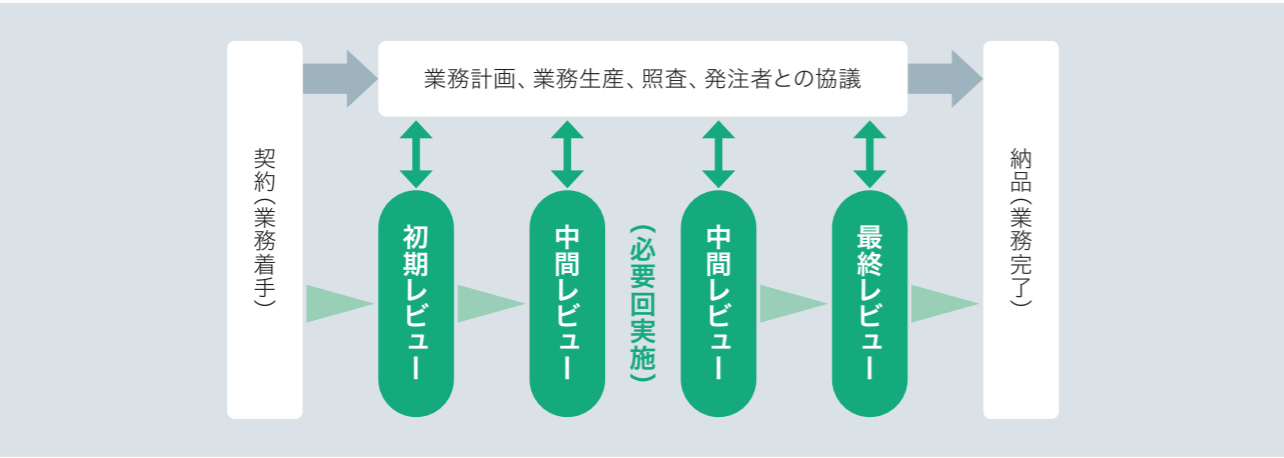 契約（業務着手）
業務計画、業務生産、照査、発注者との協議
初期レビュー
中間レビュー
（必要回実施）
中間レビュー
最終レビュー
納品（業務完了）